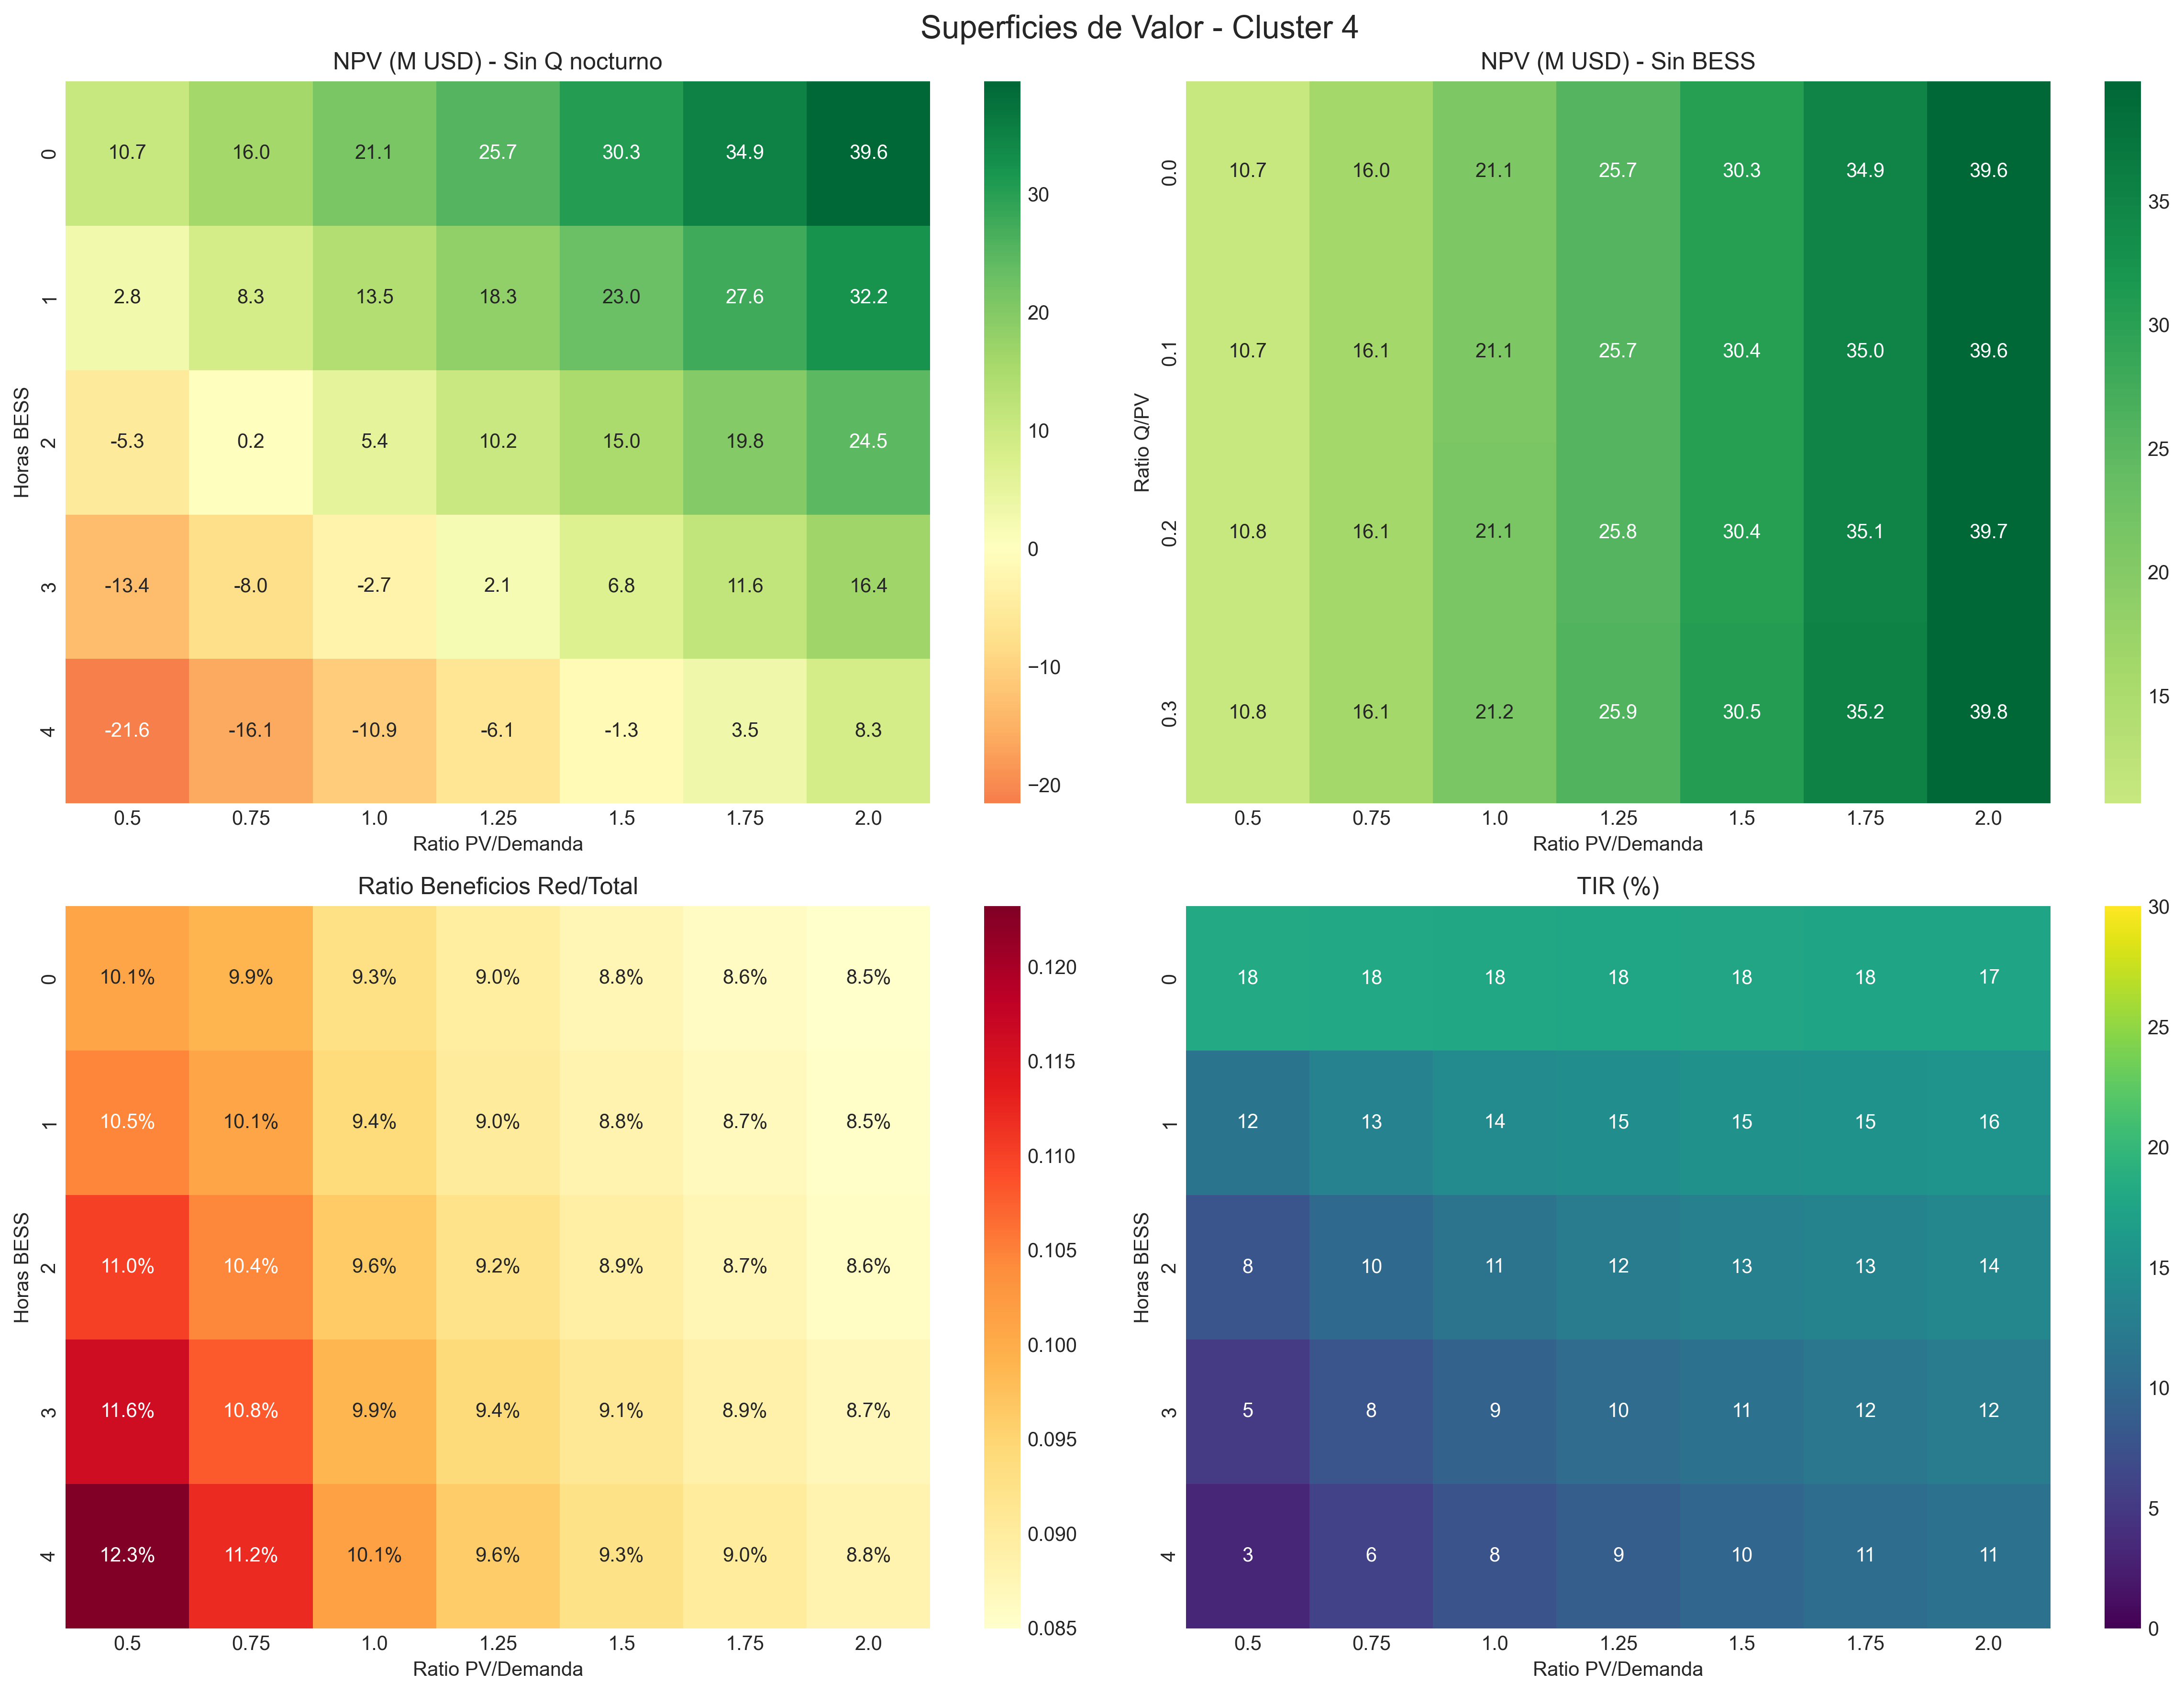 Superficies de Valor - Cluster 4
NPV (M USD) - Sin Q nocturno
0 10.7 16.0 21.1 25.7 30.3 34.9 39.6
1 2.8 8.3 13.5 18.3 23.0 27.6 32.2
2 -5.3 0.2 5.4 10.2 15.0 19.8 24.5
3 -13.4 -8.0 -2.7 2.1 6.8 11.6 16.4
4 -21.6 -16.1 -10.9 -6.1 -1.3 3.5 8.3
0.5 0.75 1.0 1.25 1.5 1.75 2.0
Horas BESS
Ratio PV/Demanda
30
20
10
0
−10
−20
NPV (M USD) - Sin BESS
0.0 10.7 16.0 21.1 25.7 30.3 34.9 39.6
0.1 10.7 16.1 21.1 25.7 30.4 35.0 39.6
0.2 10.8 16.1 21.1 25.8 30.4 35.1 39.7
0.3 10.8 16.1 21.2 25.9 30.5 35.2 39.8
0.5 0.75 1.0 1.25 1.5 1.75 2.0
Ratio Q/PV
Ratio PV/Demanda
35
30
25
20
15
Ratio Beneficios Red/Total
0 10.1% 9.9% 9.3% 9.0% 8.8% 8.6% 8.5%
1 10.5% 10.1% 9.4% 9.0% 8.8% 8.7% 8.5%
2 11.0% 10.4% 9.6% 9.2% 8.9% 8.7% 8.6%
3 11.6% 10.8% 9.9% 9.4% 9.1% 8.9% 8.7%
4 12.3% 11.2% 10.1% 9.6% 9.3% 9.0% 8.8%
0.5 0.75 1.0 1.25 1.5 1.75 2.0
Horas BESS
Ratio PV/Demanda
0.120
0.115
0.110
0.105
0.100
0.095
0.090
0.085
TIR (%)
0 18 18 18 18 18 18 17
1 12 13 14 15 15 15 16
2 8 10 11 12 13 13 14
3 5 8 9 10 11 12 12
4 3 6 8 9 10 11 11
0.5 0.75 1.0 1.25 1.5 1.75 2.0
Horas BESS
Ratio PV/Demanda
30
25
20
15
10
5
0